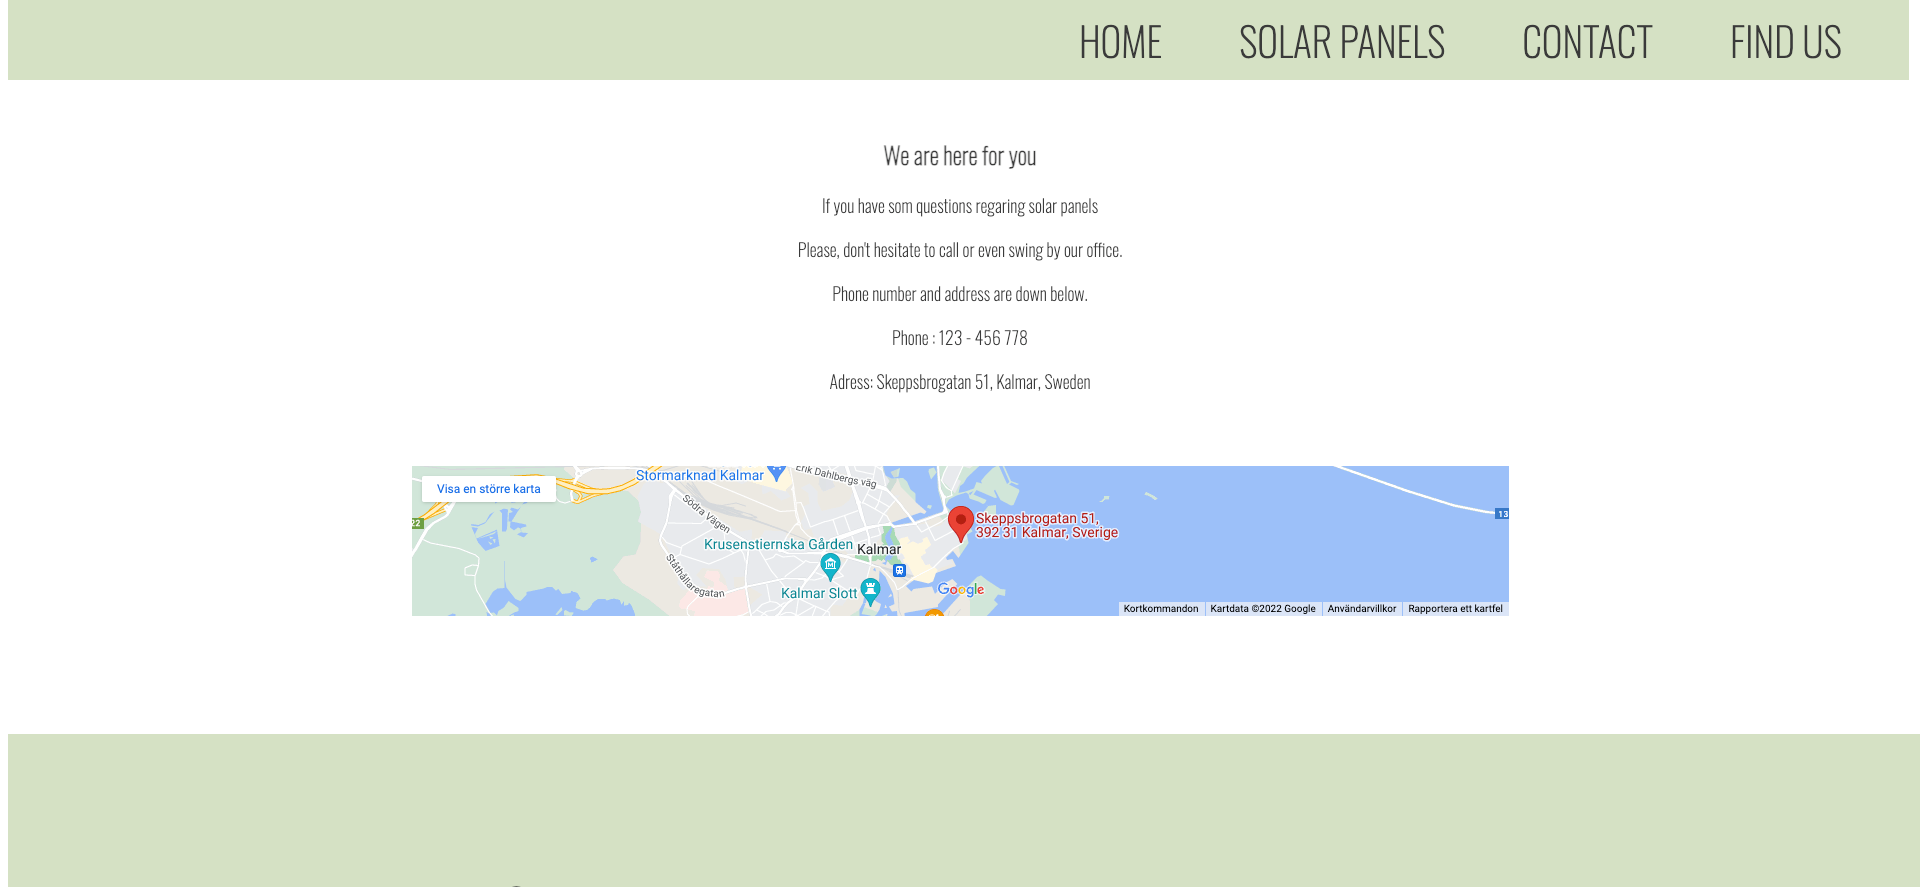 HOME SOLAR PANELS CONTACT FIND US
We are here for you
If you have som questions regaring solar panels
Please, don't hesitate to call or even swing by our office.
Phone number and address are down below.
Phone : 123 - 456 778
Adress: Skeppsbrogatan 51, Kalmar, Sweden
Visa en större karta
Stormarknad Kalmar
Erik Dahlbergs väg
Södra Vägen
22
13
Skeppsbrogatan 51,
392 31 Kalmar, Sverige
Krusenstiernska Gården
Kalmar
Ståthållaregatan
Kalmar Slott
Google
Kortkommandon Kartdata ©2022 Google Användarvillkor Rapportera ett kartfel